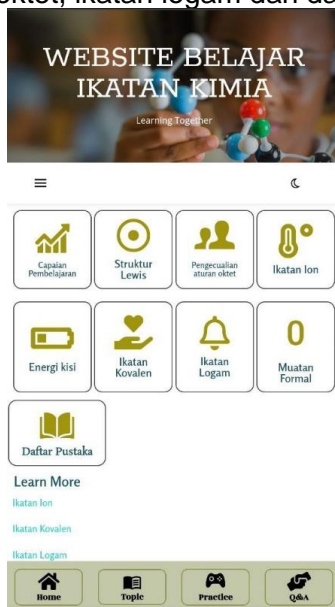 WEBSITE BELAJAR
IKATAN KIMIA
Learning Together
Capaian
Pembelajaran
Struktur
Lewis
Pengecualian
aturan oktet
Ikatan Ion
Energi kisi
Ikatan
Kovalen
Ikatan
Logam
0
Muatan
Formal
Daftar Pustaka
Learn More
Ikatan Ion
Ikatan Kovalen
Ikatan Logam
Home
Topic
Practice
Q&A